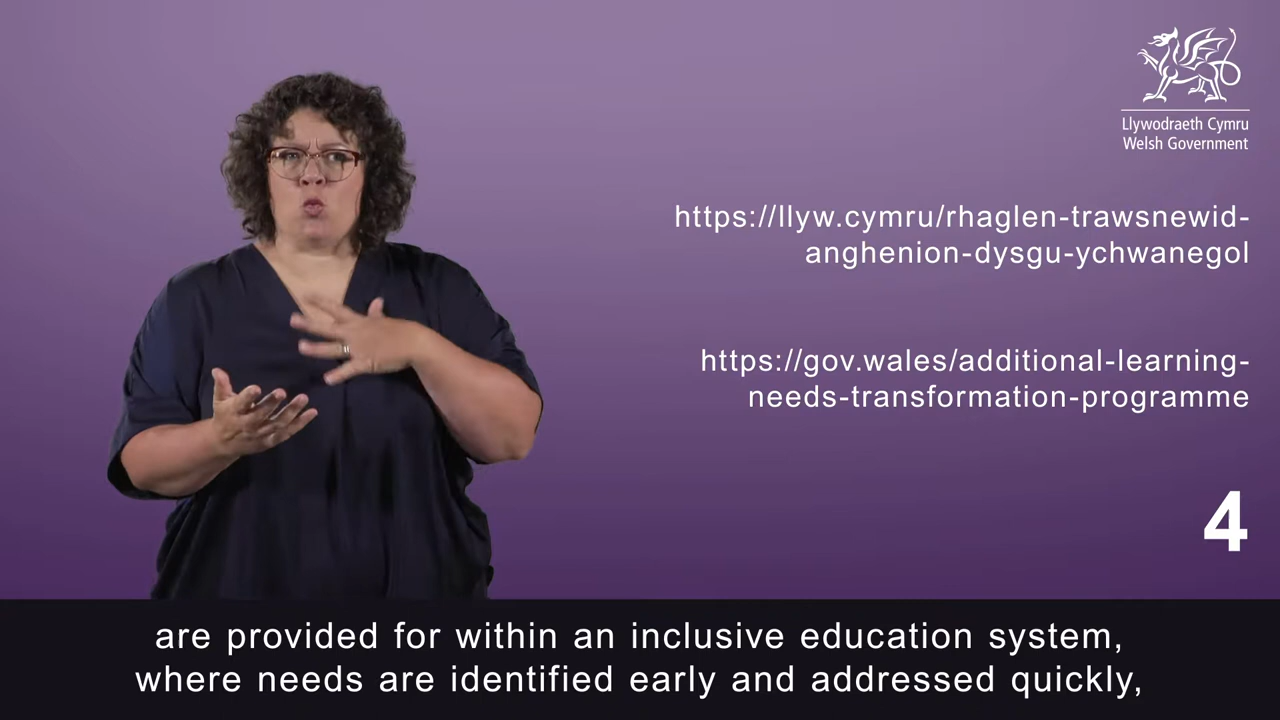 Llywodraeth Cymru
Welsh Government
https://llyw.cymru/rhaglen-trawsnewid-
anghenion-dysgu-ychwanegol
https://gov.wales/additional-learning-
needs-transformation-programme
4
are provided for within an inclusive education system,
where needs are identified early and addressed quickly,